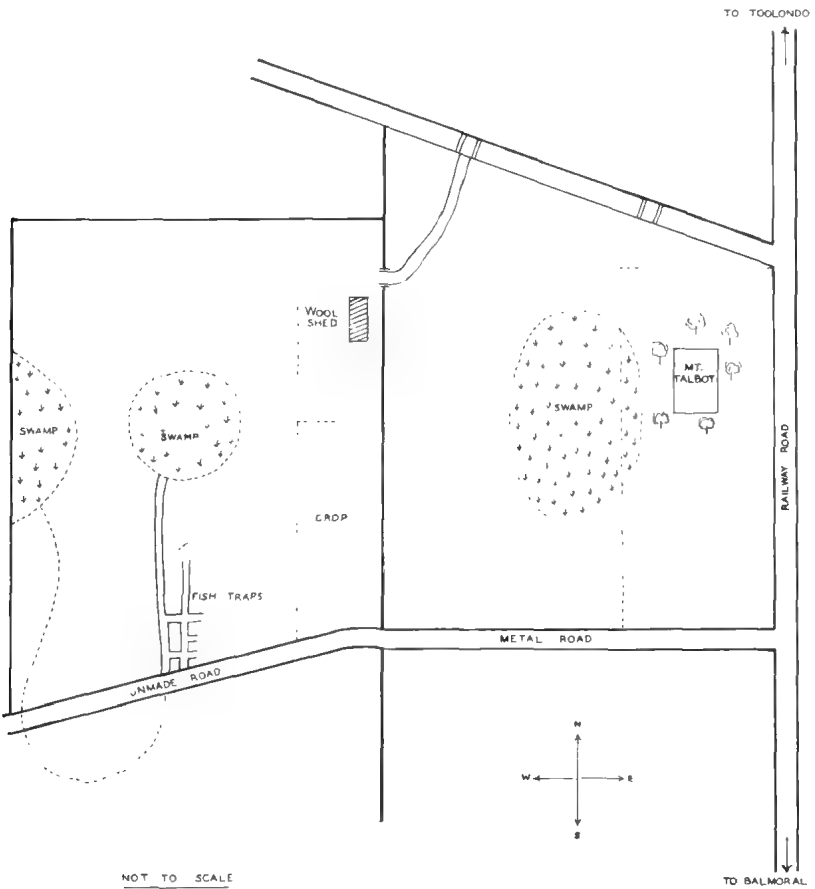 TO TOOLONDO
WOOL
SHED
MT.
TALBOT
SWAMP
SWAMP
SWAMP
RAILWAY ROAD
CROP
FISH TRAPS
METAL ROAD
UNMADE ROAD
N
W
E
S
NOT TO SCALE
TO BALMORAL